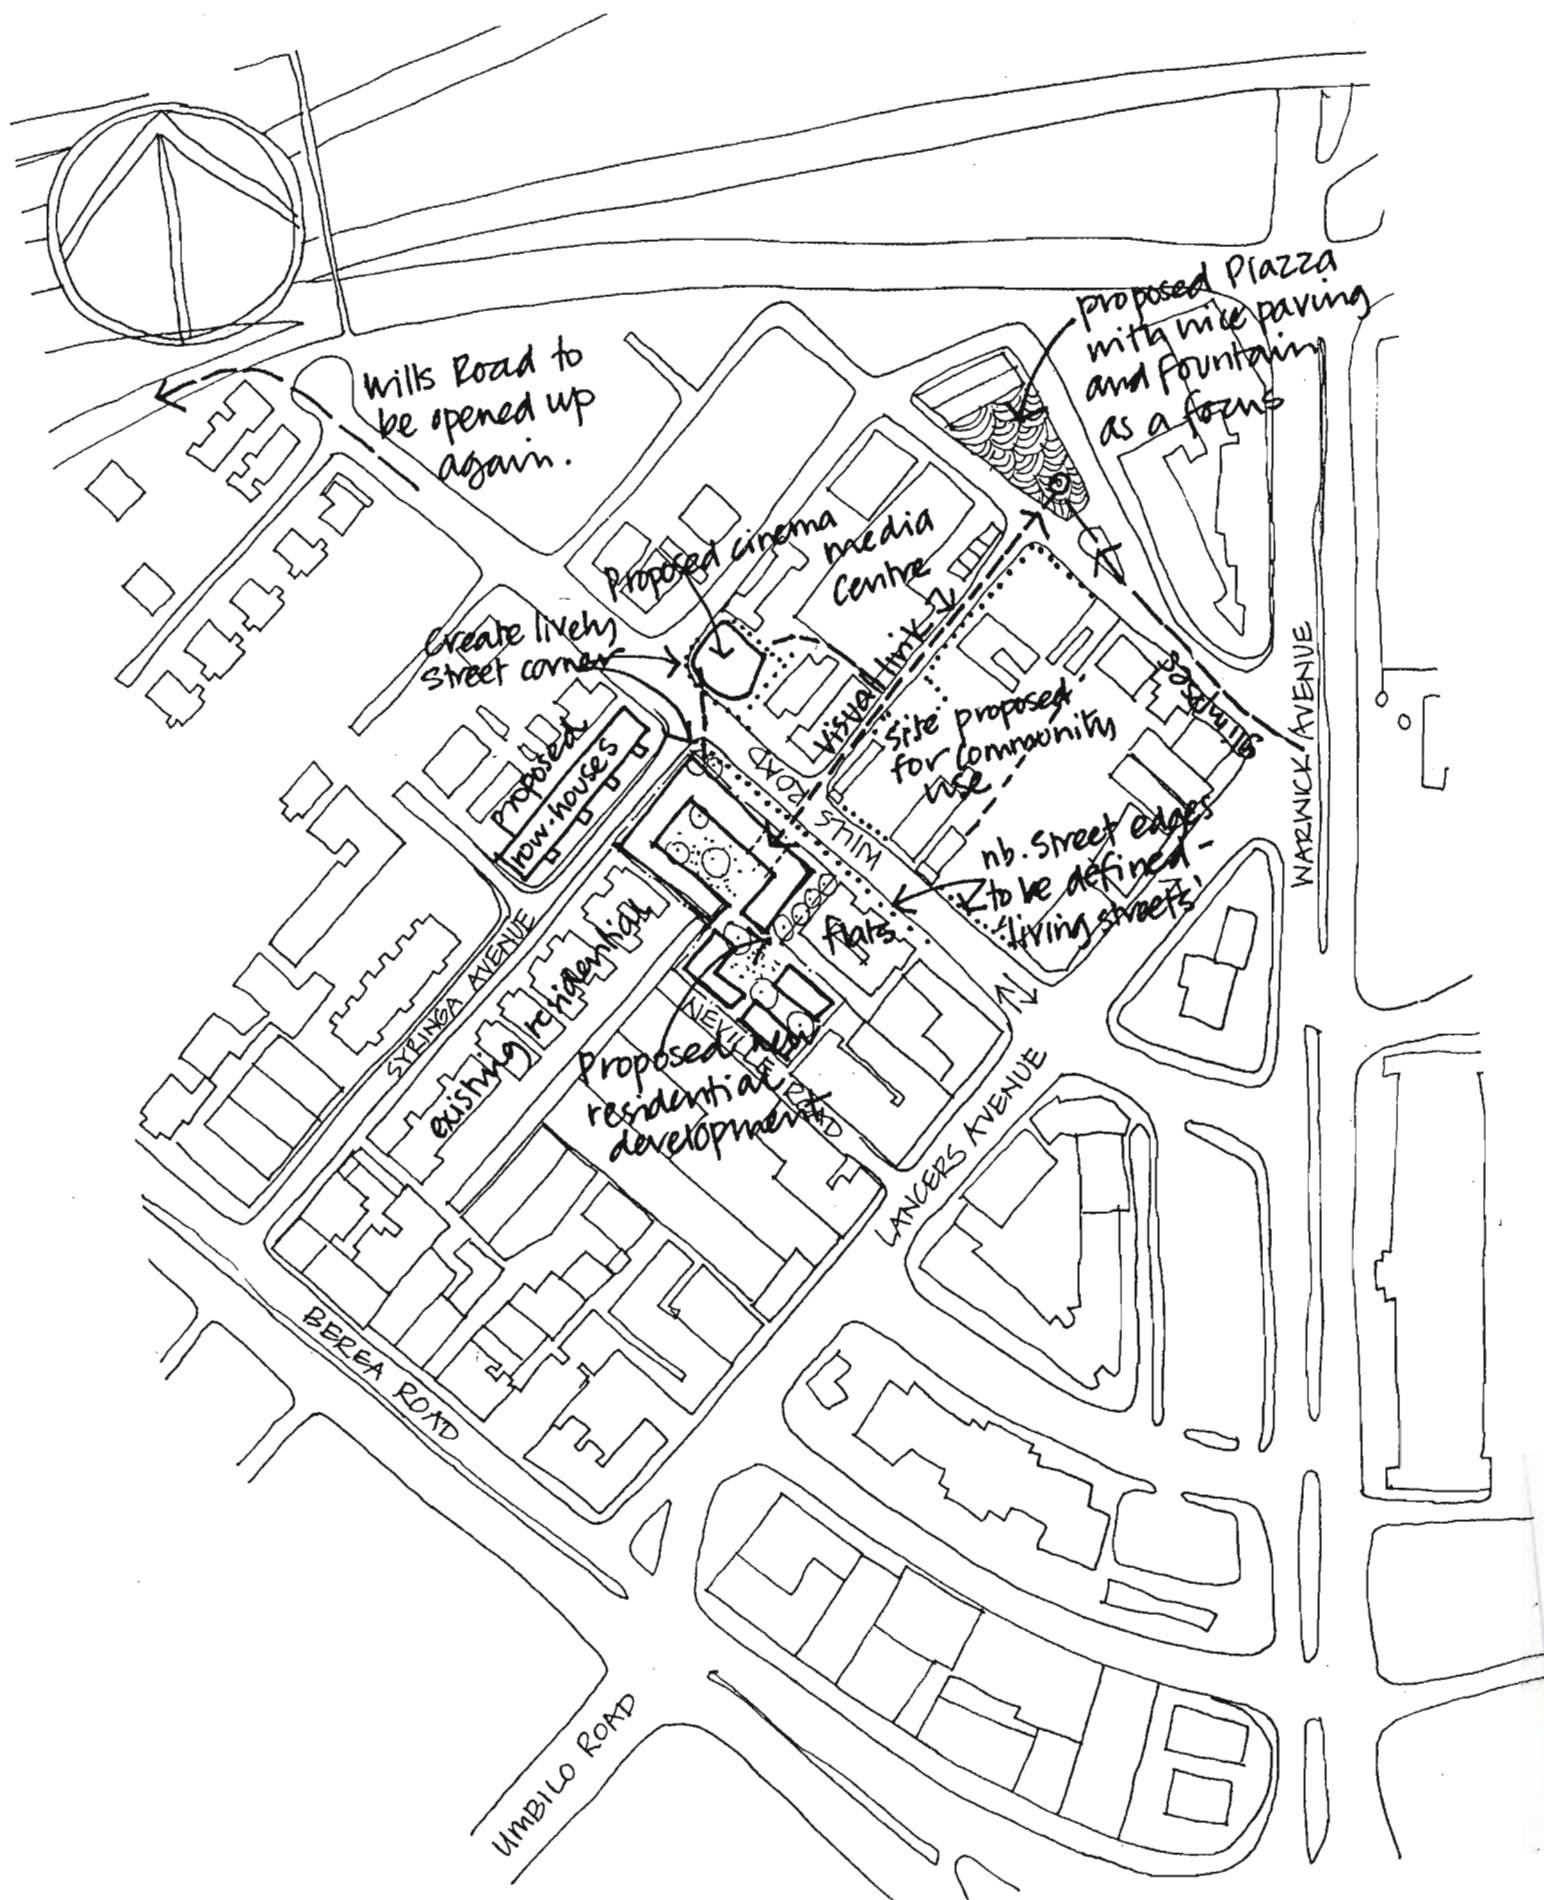 proposed Piazza
with nice paving
and Fountain
as a focus
Wills Road to
be opened up
again.
Proposed cinema
media
Centre
Create lively
Street corner
visual link
Glimpses
WARWICK AVENUE
proposed
row-houses
Site proposed
for community
use
WILLS ROAD
nb. Street edges
to be defined -
'living streets'
flats
SYRINGA AVENUE
existing residential
NEVILLE ROAD
Proposed new
residential
development
LANCERS AVENUE
BEREA ROAD
UMBILO ROAD